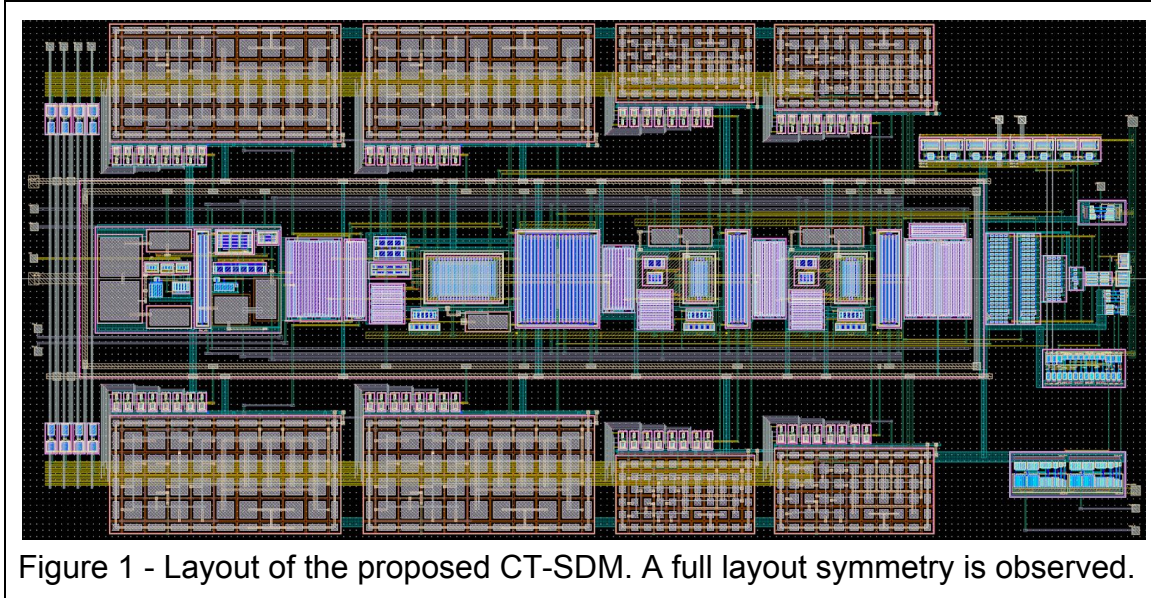 Figure 1 - Layout of the proposed CT-SDM. A full layout symmetry is observed.